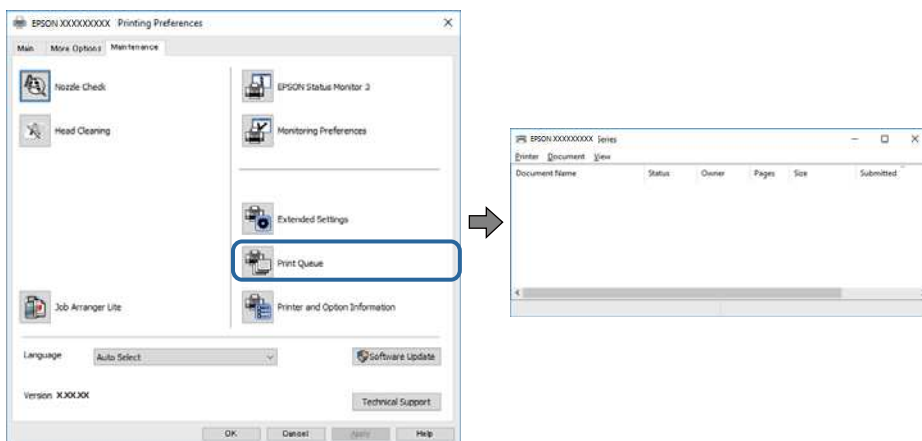 EPSON XXXXXXXXX Printing Preferences
Main More Options Maintenance
Nozzle Check
Head Cleaning
Job Arranger Lite
EPSON Status Monitor 3
Monitoring Preferences
Extended Settings
Print Queue
Printer and Option Information
Language Auto Select Software Update
Version X.XX.XX
Technical Support
OK Cancel Apply Help
EPSON XXXXXXXXX Series
Printer Document View
Document Name Status Owner Pages Size Submitted